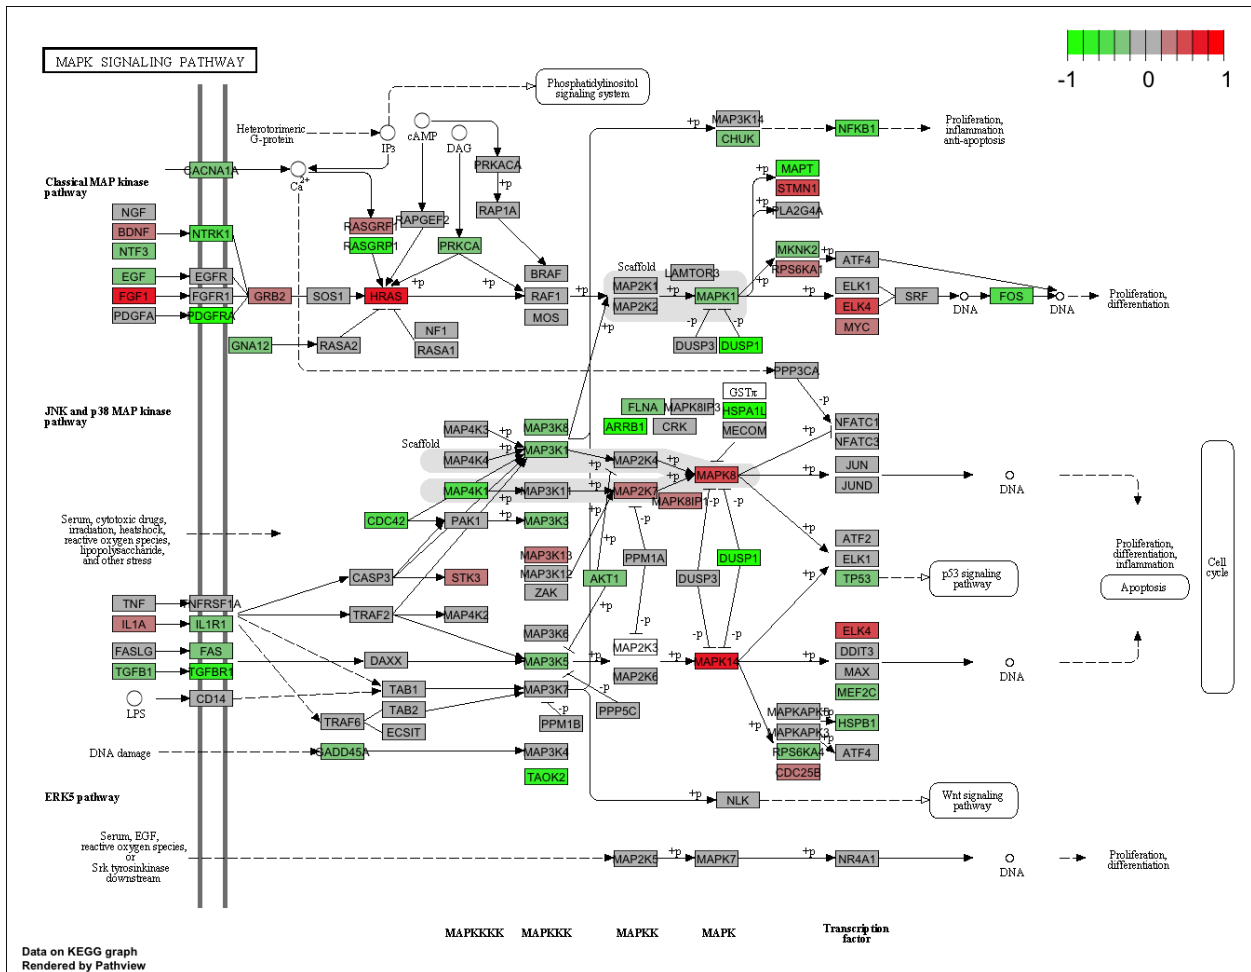 MAPK SIGNALING PATHWAY
-1
0
1
Phosphatidylinositol
signaling system
Heterotorimeric
G-protein
IP3
cAMP
DAG
Ca2+
CACNA1A
Classical MAP kinase
pathway
PRKACA
+p
RAP1A
MAP3K14
CHUK
+p
NFKB1
Proliferation,
inflammation
anti-apoptosis
NGF
BDNF
NTF3
EGF
FGF1
PDGFA
NTRK1
EGFR
FGFR1
PDGFRA
GRB2
SOS1
RASGRF1
RASGRP1
RAPGEF2
PRKCA
HRAS
+p
+p
BRAF
RAF1
MOS
+p
+p
Scaffold
MAP2K1
MAP2K2
+p
LAMTOR3
MAPK1
-p
-p
DUSP3
DUSP1
+p
+p
MAPT
STMN1
PLA2G4A
MKNK2
RPS6KA1
+p
+p
ATF4
ELK1
ELK4
MYC
SRF
DNA
FOS
DNA
Proliferation,
differentiation
GNA12
RASA2
NF1
RASA1
PPP3CA
-p
JNK and p38 MAP kinase
pathway
MAP4K3
MAP4K4
MAP4K1
Scaffold
+p
+p
+p
+p
+p
MAP3K8
MAP3K1
MAP3K11
MAP3K3
MAP3K13
MAP3K12
ZAK
FLNA
MAPK8IP3
ARRB1
CRK
GSTπ
HSPA1L
MECOM
MAP2K4
MAP2K7
MAPK8IP1
+p
+p
+p
+p
+p
+p
+p
MAPK8
-p
-p
-p
NFATC1
NFATC3
JUN
JUND
+p
+p
DNA
CDC42
PAK1
Serum, cytotoxic drugs,
irradiation, heatshock,
reactive oxygen species,
lipopolysaccharide,
and other stress
CASP3
STK3
AKT1
PPM1A
DUSP3
DUSP1
+p
ATF2
ELK1
TP53
p53 signaling
pathway
Proliferation,
differentiation,
inflammation
Apoptosis
Cell
cycle
TNF
IL1A
FASLG
TGFB1
LPS
TNFRSF1A
IL1R1
FAS
TGFBR1
CD14
TRAF2
MAP4K2
DAXX
TAB1
TAB2
ECSIT
TRAF6
MAP3K6
MAP3K5
MAP3K7
+p
-p
-p
-p
PPM1B
PPP5C
+p
-p
MAP2K3
MAP2K6
+p
-p
-p
MAPK14
+p
+p
+p
ELK4
DDIT3
MAX
MEF2C
DNA
MAPKAPK3
RPS6KA4
CDC25B
+p
HSPB1
ATF4
DNA damage
GADD45A
MAP3K4
TAOK2
ERK5 pathway
+p
NLK
Wnt signaling
pathway
Serum, EGF,
reactive oxygen species,
or
Srk tyrosinkinase
downstream
MAP2K5
+p
MAPK7
+p
NR4A1
DNA
Proliferation,
differentiation
MAPKKKK
MAPKKK
MAPKK
MAPK
Transcription
factor
Data on KEGG graph
Rendered by Pathview